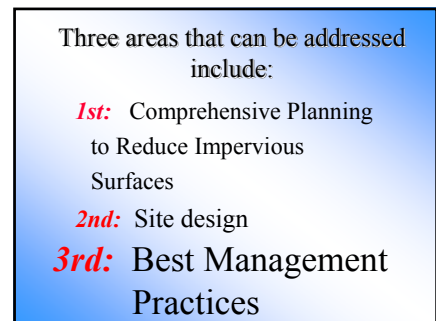 Three areas that can be addressed
include:
1st: Comprehensive Planning
to Reduce Impervious
Surfaces
2nd: Site design
3rd: Best Management
Practices